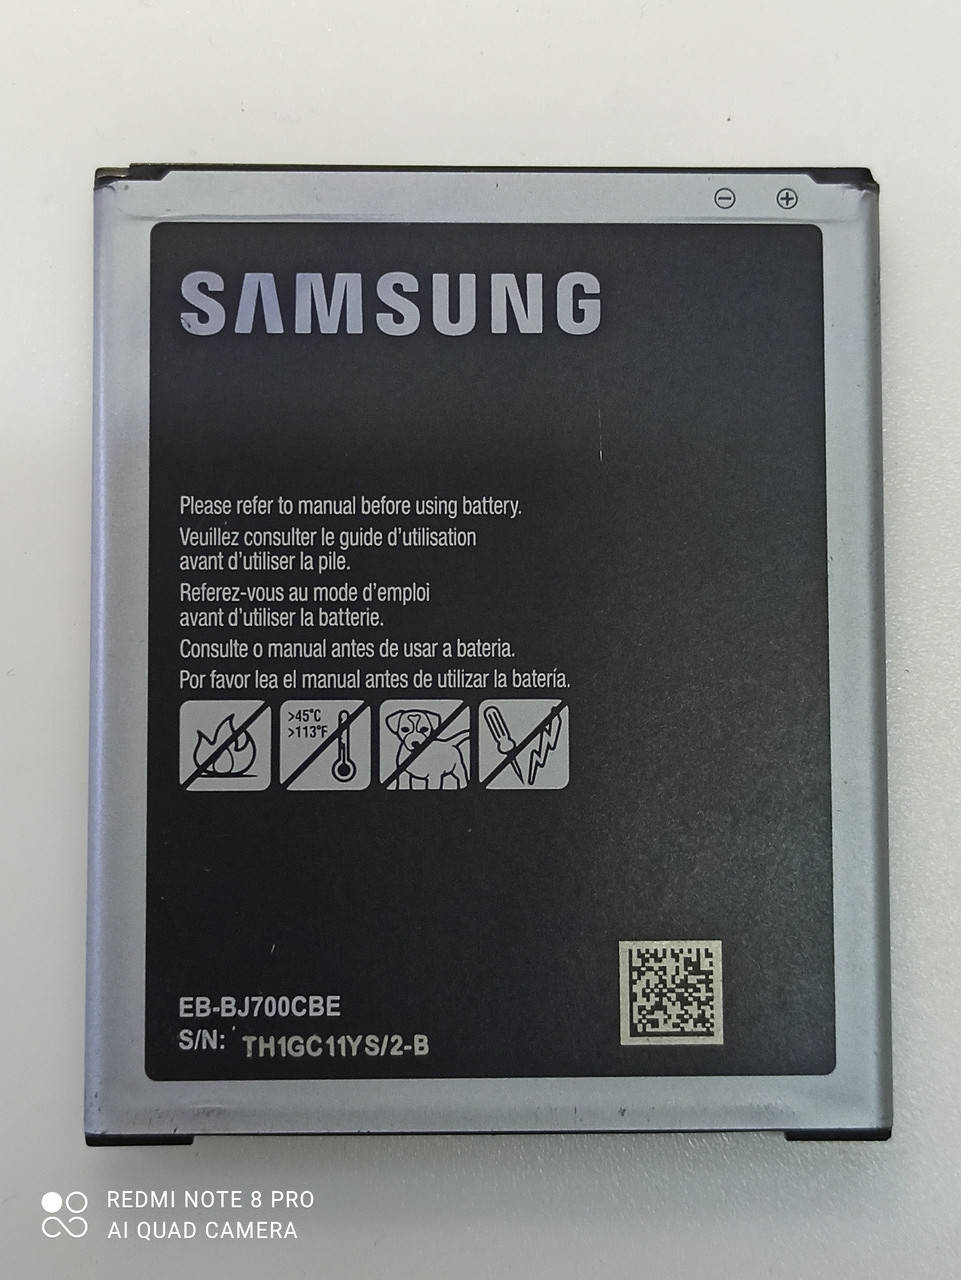 SAMSUNG
Please refer to manual before using battery.
Veuillez consulter le guide d'utilisation
avant d'utiliser la pile.
Referez-vous au mode d'emploi
avant d'utiliser la batterie.
Consulte o manual antes de usar a bateria.
Por favor lea el manual antes de utilizar la batería.
>45°C
>113°F
EB-BJ700CBE
S/N: TH1GC11YS/2-B
REDMI NOTE 8 PRO
AI QUAD CAMERA